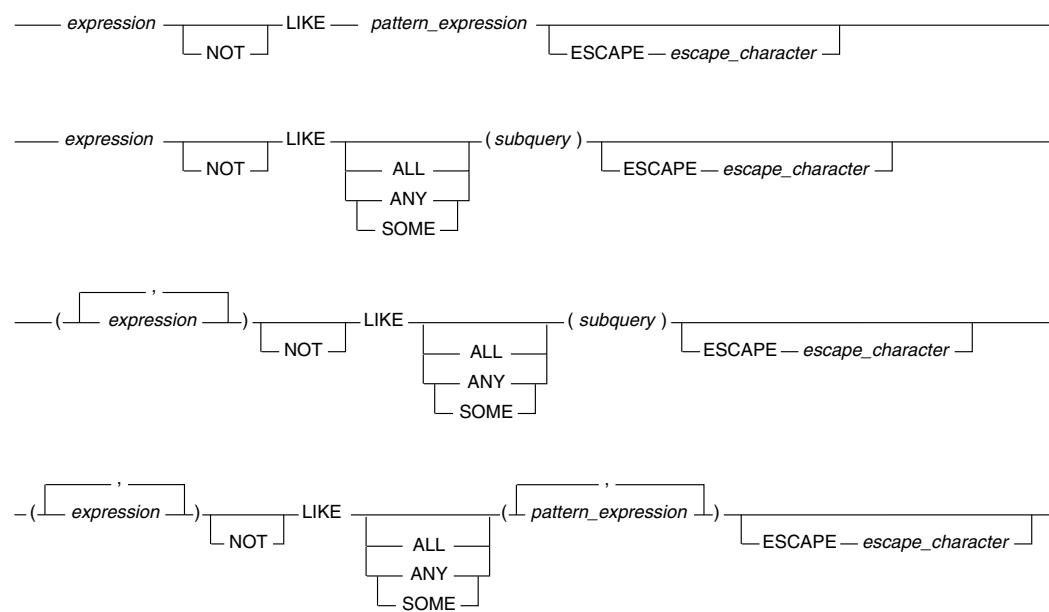 expression LIKE pattern_expression
NOT ESCAPE escape_character
expression LIKE ( subquery )
NOT ALL ESCAPE escape_character
ANY
SOME
,
( expression ) LIKE ( subquery )
NOT ALL ESCAPE escape_character
ANY
SOME
, ,
( expression ) LIKE ( pattern_expression )
NOT ALL ESCAPE escape_character
ANY
SOME